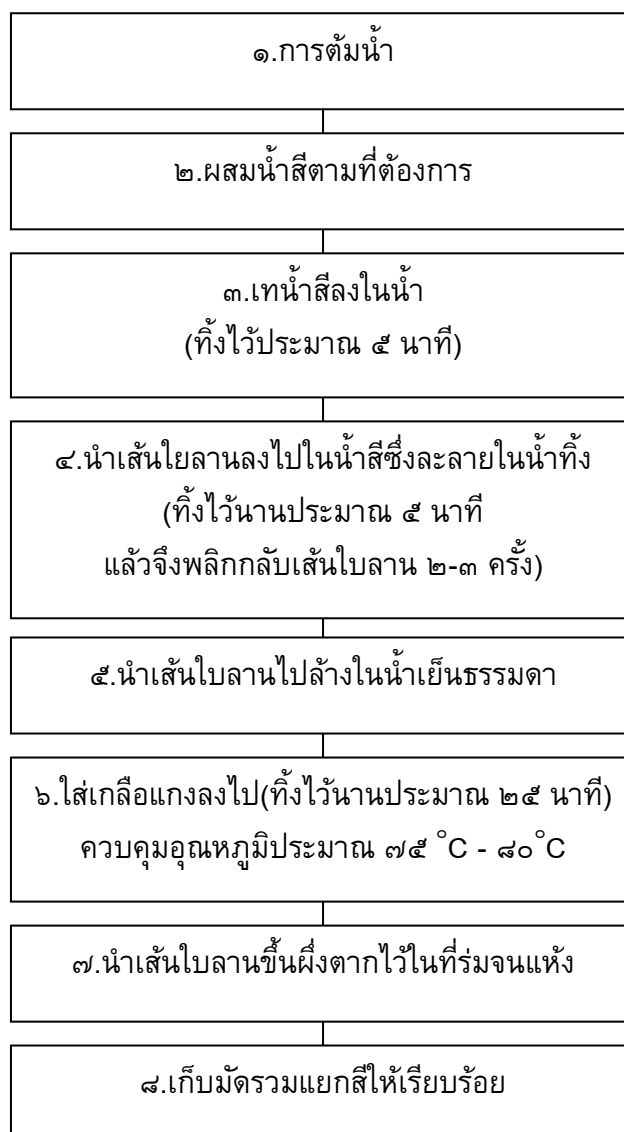 ๑.การต้มน้ำ
๒.ผสมน้ำสีตามที่ต้องการ
๓.เทน้ำสีลงในน้ำ
(ทิ้งไว้ประมาณ ๕ นาที)
๔.นำเส้นใยลานลงไปในน้ำสีซึ่งละลายในน้ำทิ้ง
(ทิ้งไว้นานประมาณ ๕ นาที
แล้วจึงพลิกกลับเส้นใบลาน ๒-๓ ครั้ง)
๕.นำเส้นใบลานไปล้างในน้ำเย็นธรรมดา
๖.ใส่เกลือแกงลงไป(ทิ้งไว้นานประมาณ ๒๕ นาที)
ควบคุมอุณหภูมิประมาณ ๗๕ °C - ๘๐°C
๗.นำเส้นใบลานขึ้นผึ่งตากไว้ในที่ร่มจนแห้ง
๘.เก็บมัดรวมแยกสีให้เรียบร้อย